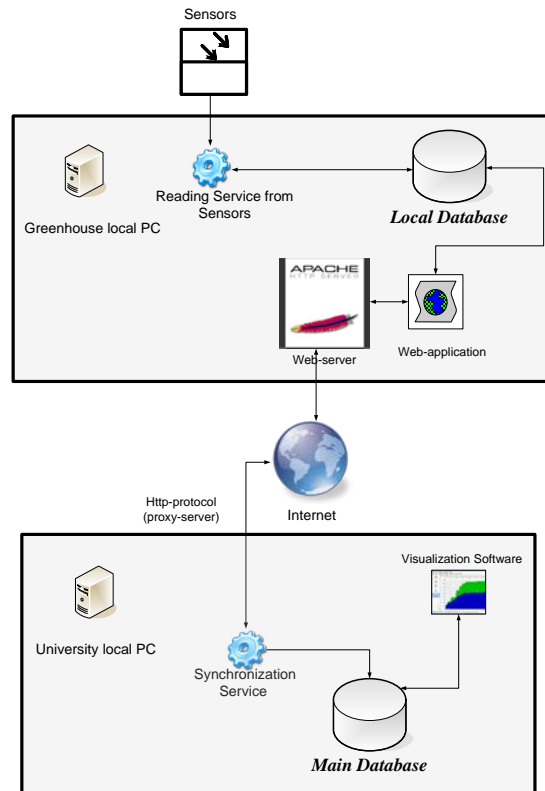 Sensors
Greenhouse local PC
Reading Service from
Sensors
Local Database
APACHE
HTTP SERVER
Web-server
Web-application
Internet
Http-protocol
(proxy-server)
University local PC
Visualization Software
Synchronization
Service
Main Database